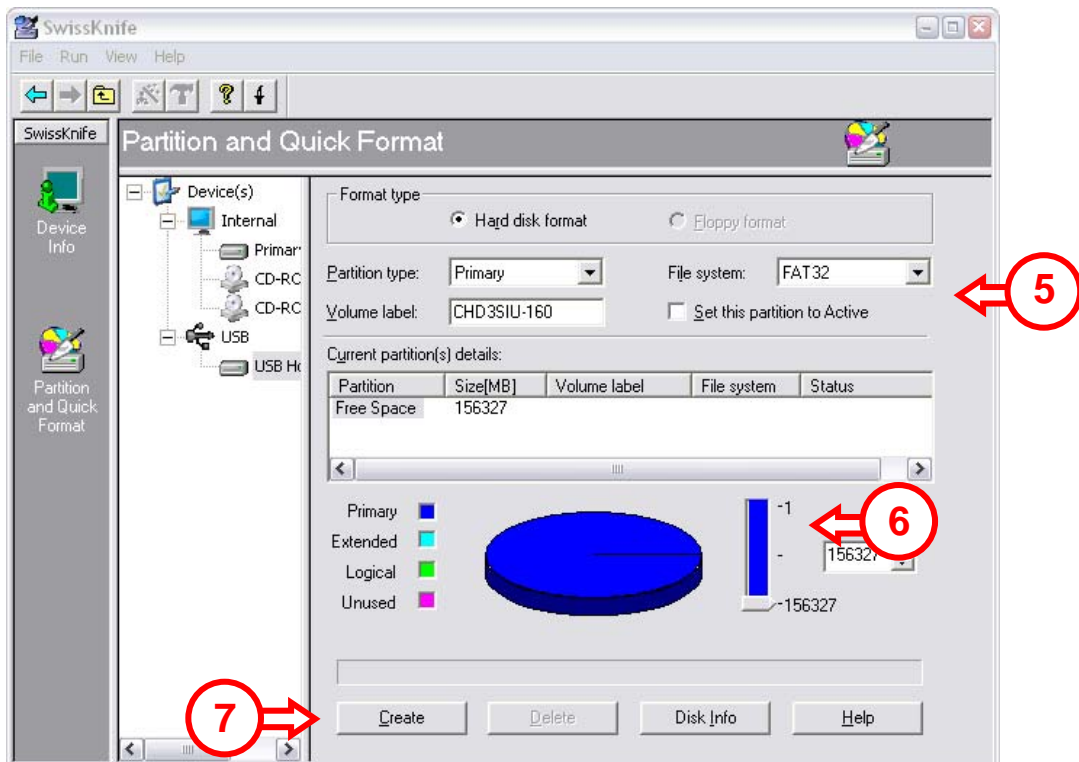 SwissKnife
File Run View Help
SwissKnife
Partition and Quick Format
Device Info
Partition and Quick Format
Device(s)
Internal
Primar
CD-RC
CD-RC
USB
USB Ho
Format type
Hard disk format
Floppy format
Partition type: Primary
File system: FAT32
Volume label: CHD3SIU-160
Set this partition to Active
5
Current partition(s) details:
Partition Size[MB] Volume label File system Status
Free Space 156327
Primary
Extended
Logical
Unused
-1
-
-156327
156327
6
7
Create Delete Disk Info Help